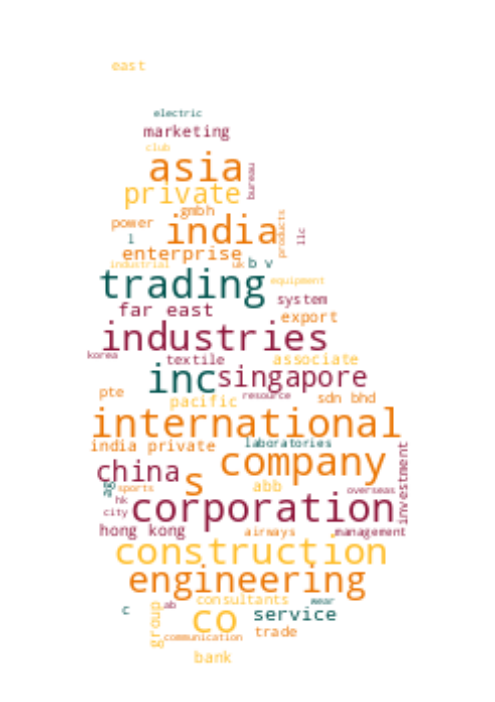 east
electric
marketing
club
asia
bureau
private
gmbh
products
power
india
llc
l
enterprise
industrial
uk
b v
trading
equipment
system
far east
export
industries
korea
textile
associate
inc
singapore
pte
pacific
resource
sdn bhd
international
india private
laboratories
investment
china
company
s
ag
sports
abb
overseas
hk
city
corporation
hong kong
airways
management
construction
engineering
consultants
wear
c
ab
group
co
service
communication
trade
bank